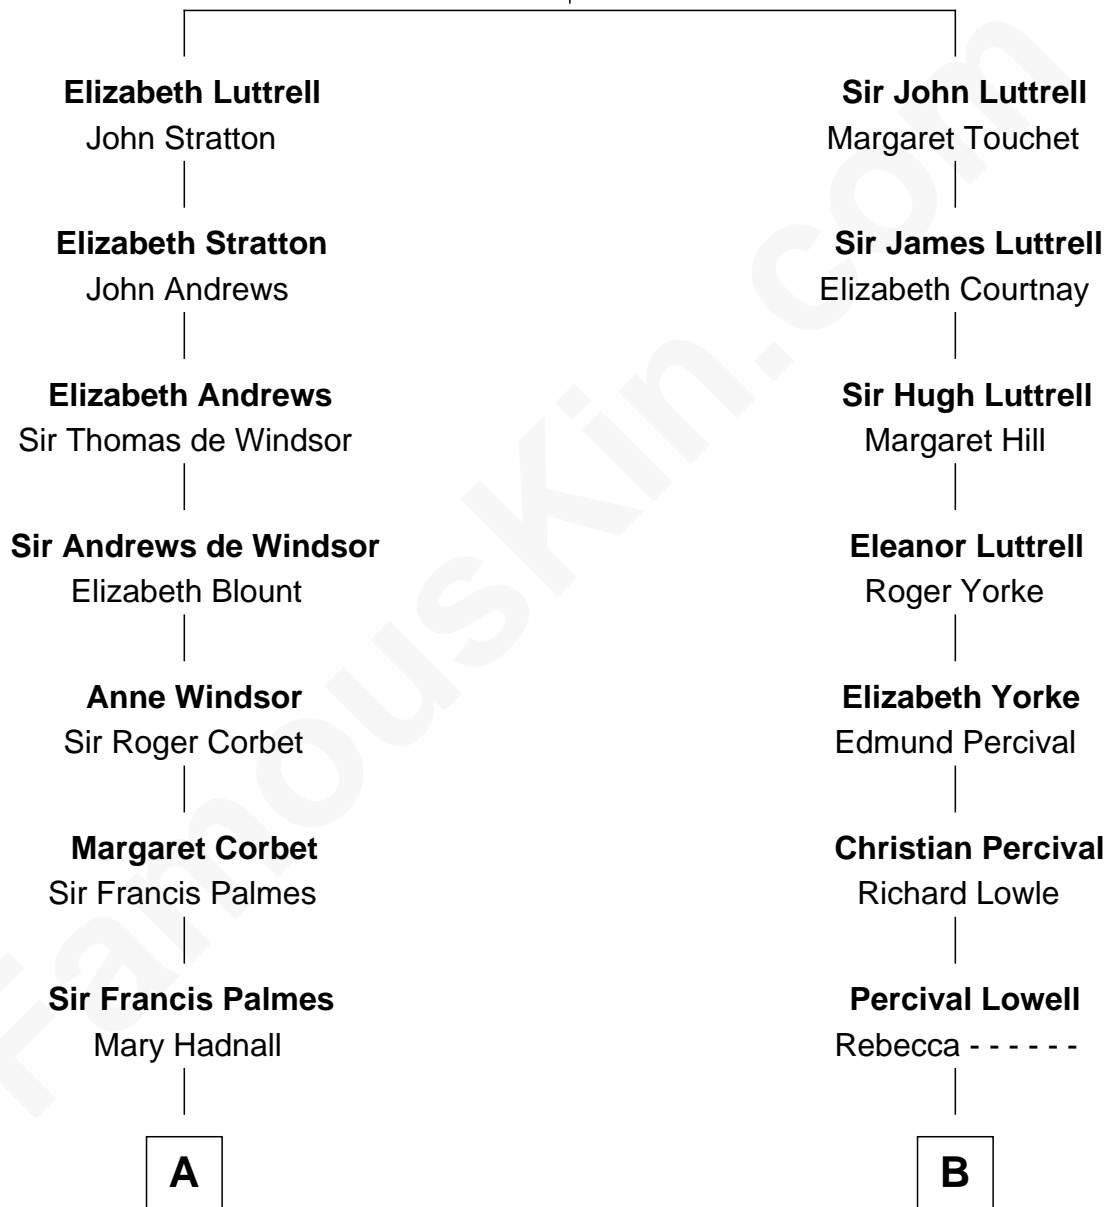 Elizabeth Luttrell
John Stratton
Elizabeth Stratton
John Andrews
Elizabeth Andrews
Sir Thomas de Windsor
Sir Andrews de Windsor
Elizabeth Blount
Anne Windsor
Sir Roger Corbet
Margaret Corbet
Sir Francis Palmes
Sir Francis Palmes
Mary Hadnall
A
Sir John Luttrell
Margaret Touchet
Sir James Luttrell
Elizabeth Courtnay
Sir Hugh Luttrell
Margaret Hill
Eleanor Luttrell
Roger Yorke
Elizabeth Yorke
Edmund Percival
Christian Percival
Richard Lowle
Percival Lowell
Rebecca - - - - - -
B
FamousKin.com